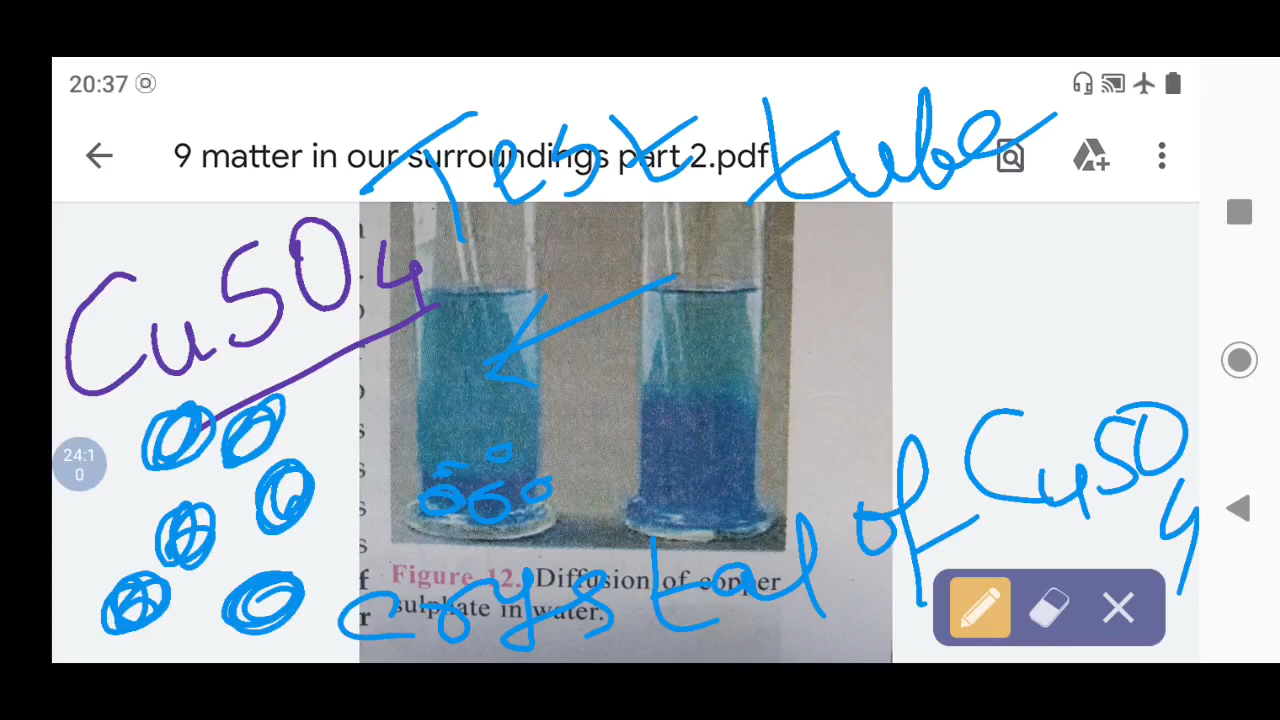 20:37
9 matter in our surroundings part 2.pdf
Test tube
CuSO4
24:1
0
Figure 12. Diffusion of copper
sulphate in water.
crystal of CuSO4